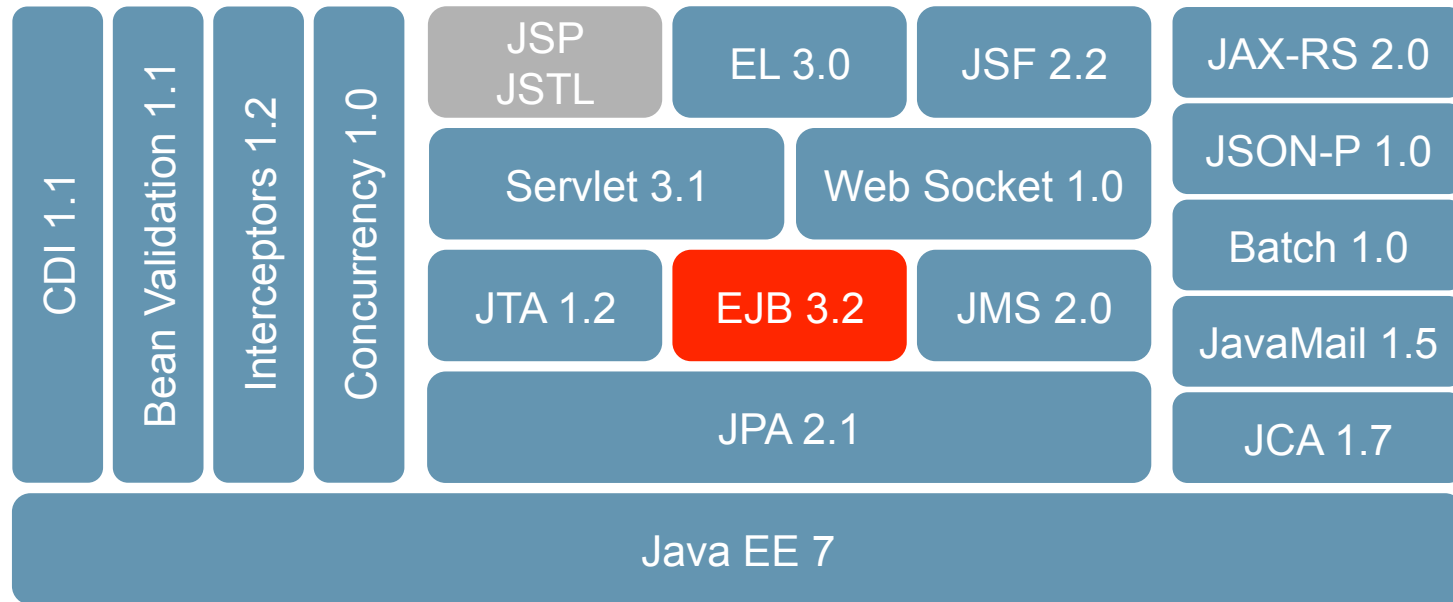 CDI 1.1
Bean Validation 1.1
Interceptors 1.2
Concurrency 1.0
JSP
JSTL
EL 3.0
JSF 2.2
Servlet 3.1
Web Socket 1.0
JTA 1.2
EJB 3.2
JMS 2.0
JPA 2.1
JAX-RS 2.0
JSON-P 1.0
Batch 1.0
JavaMail 1.5
JCA 1.7
Java EE 7